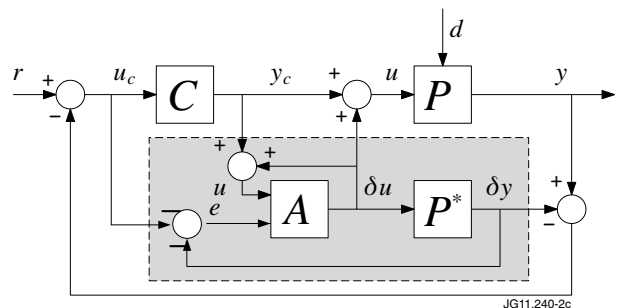 d
r + u_c y_c + u y
C P
− +
+ + +
u δu δy −
− e A P*
−
JG11.240-2c